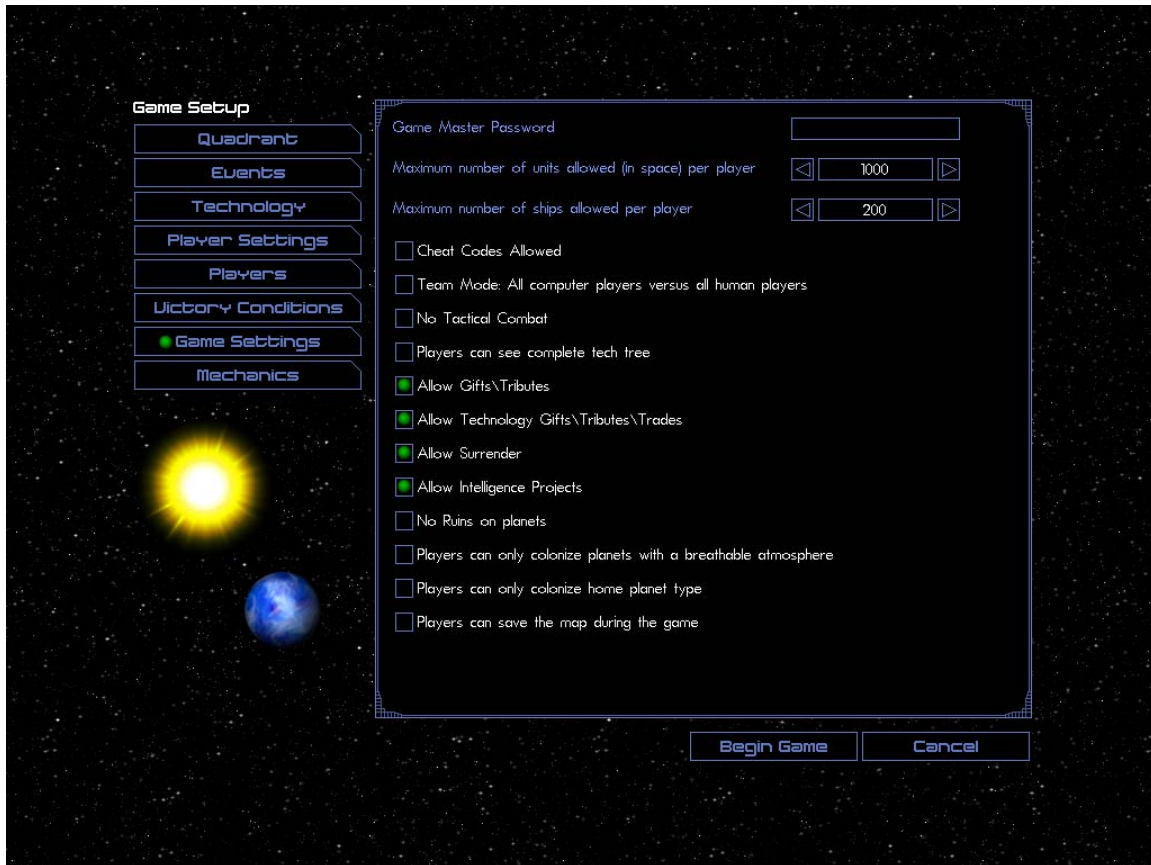 Game Setup
Quadrant
Events
Technology
Player Settings
Players
Victory Conditions
Game Settings
Mechanics
Game Master Password
Maximum number of units allowed (in space) per player
1000
Maximum number of ships allowed per player
200
Cheat Codes Allowed
Team Mode: All computer players versus all human players
No Tactical Combat
Players can see complete tech tree
Allow Gifts\Tributes
Allow Technology Gifts\Tributes\Trades
Allow Surrender
Allow Intelligence Projects
No Ruins on planets
Players can only colonize planets with a breathable atmosphere
Players can only colonize home planet type
Players can save the map during the game
Begin Game
Cancel